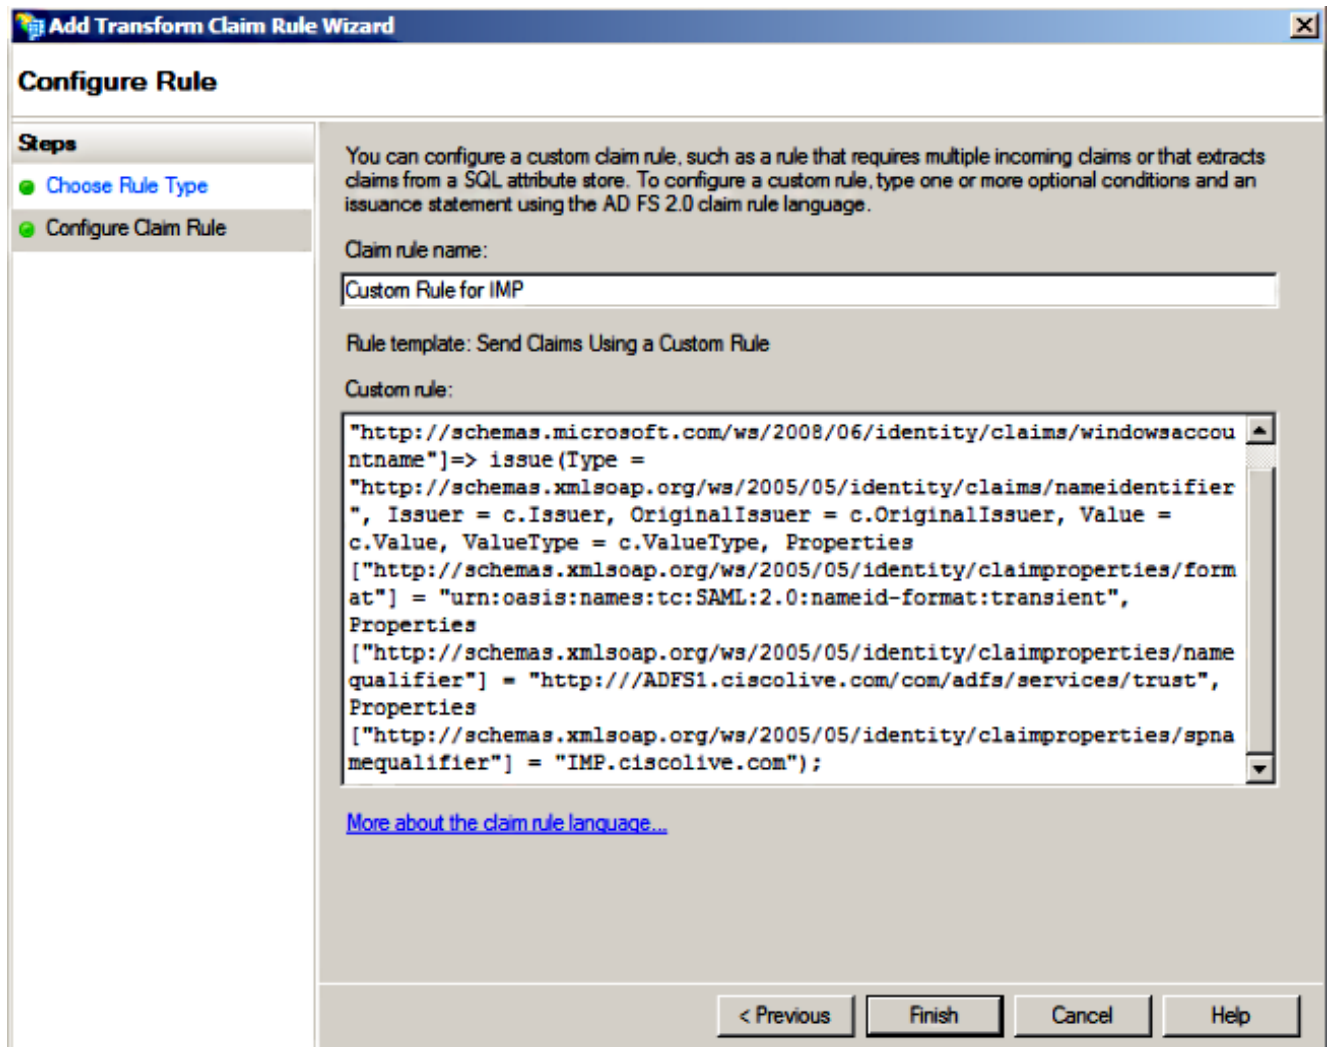 Add Transform Claim Rule Wizard
Configure Rule
Steps
Choose Rule Type
Configure Claim Rule
You can configure a custom claim rule, such as a rule that requires multiple incoming claims or that extracts
claims from a SQL attribute store. To configure a custom rule, type one or more optional conditions and an
issuance statement using the AD FS 2.0 claim rule language.
Claim rule name:
Custom Rule for IMP
Rule template: Send Claims Using a Custom Rule
Custom rule:
"http://schemas.microsoft.com/ws/2008/06/identity/claims/windowsaccou
ntname"]=> issue(Type =
"http://schemas.xmlsoap.org/ws/2005/05/identity/claims/nameidentifier
", Issuer = c.Issuer, OriginalIssuer = c.OriginalIssuer, Value =
c.Value, ValueType = c.ValueType, Properties
["http://schemas.xmlsoap.org/ws/2005/05/identity/claimproperties/form
at"] = "urn:oasis:names:tc:SAML:2.0:nameid-format:transient",
Properties
["http://schemas.xmlsoap.org/ws/2005/05/identity/claimproperties/name
qualifier"] = "http:///ADFS1.ciscolive.com/com/adfs/services/trust",
Properties
["http://schemas.xmlsoap.org/ws/2005/05/identity/claimproperties/spna
mequalifier"] = "IMP.ciscolive.com");
More about the claim rule language...
< Previous
Finish
Cancel
Help